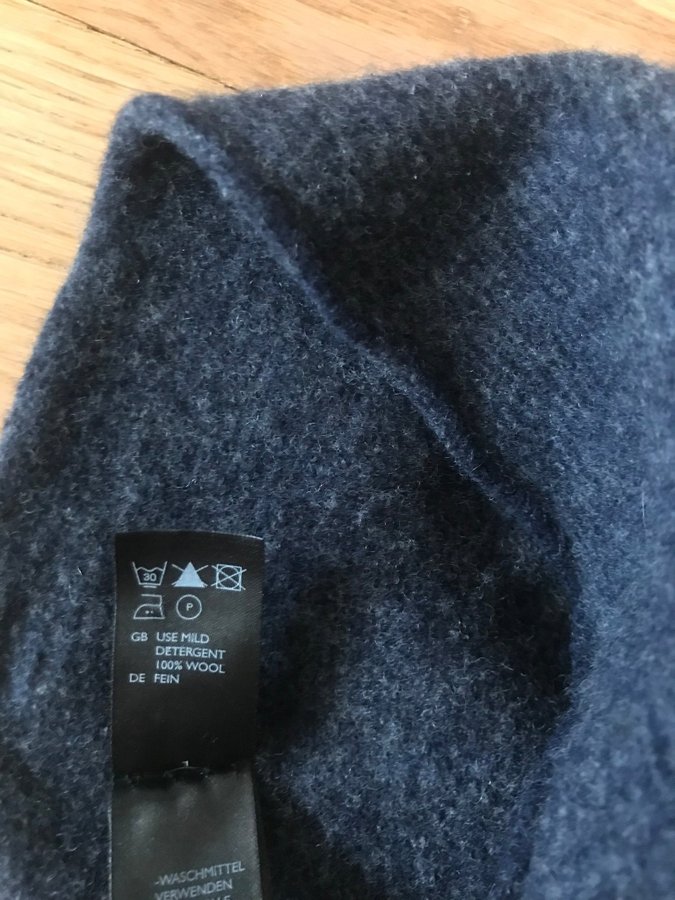 30
P
GB USE MILD
DETERGENT
100% WOOL
DE FEIN
-WASCHMITTEL
VERWENDEN